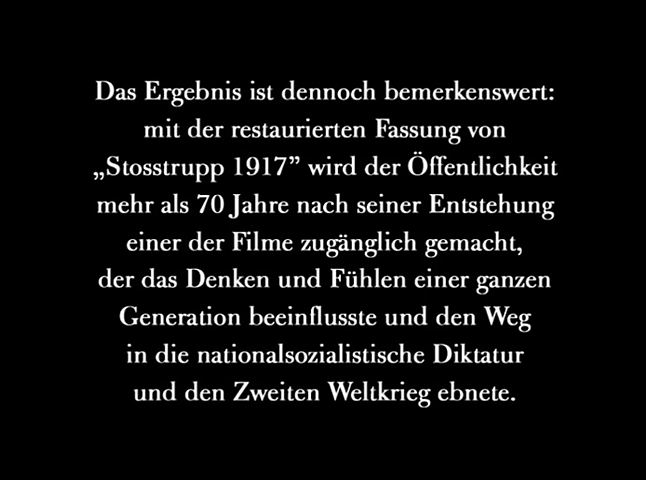 Das Ergebnis ist dennoch bemerkenswert:
mit der restaurierten Fassung von
„Stosstrupp 1917” wird der Öffentlichkeit
mehr als 70 Jahre nach seiner Entstehung
einer der Filme zugänglich gemacht,
der das Denken und Fühlen einer ganzen
Generation beeinflusste und den Weg
in die nationalsozialistische Diktatur
und den Zweiten Weltkrieg ebnete.